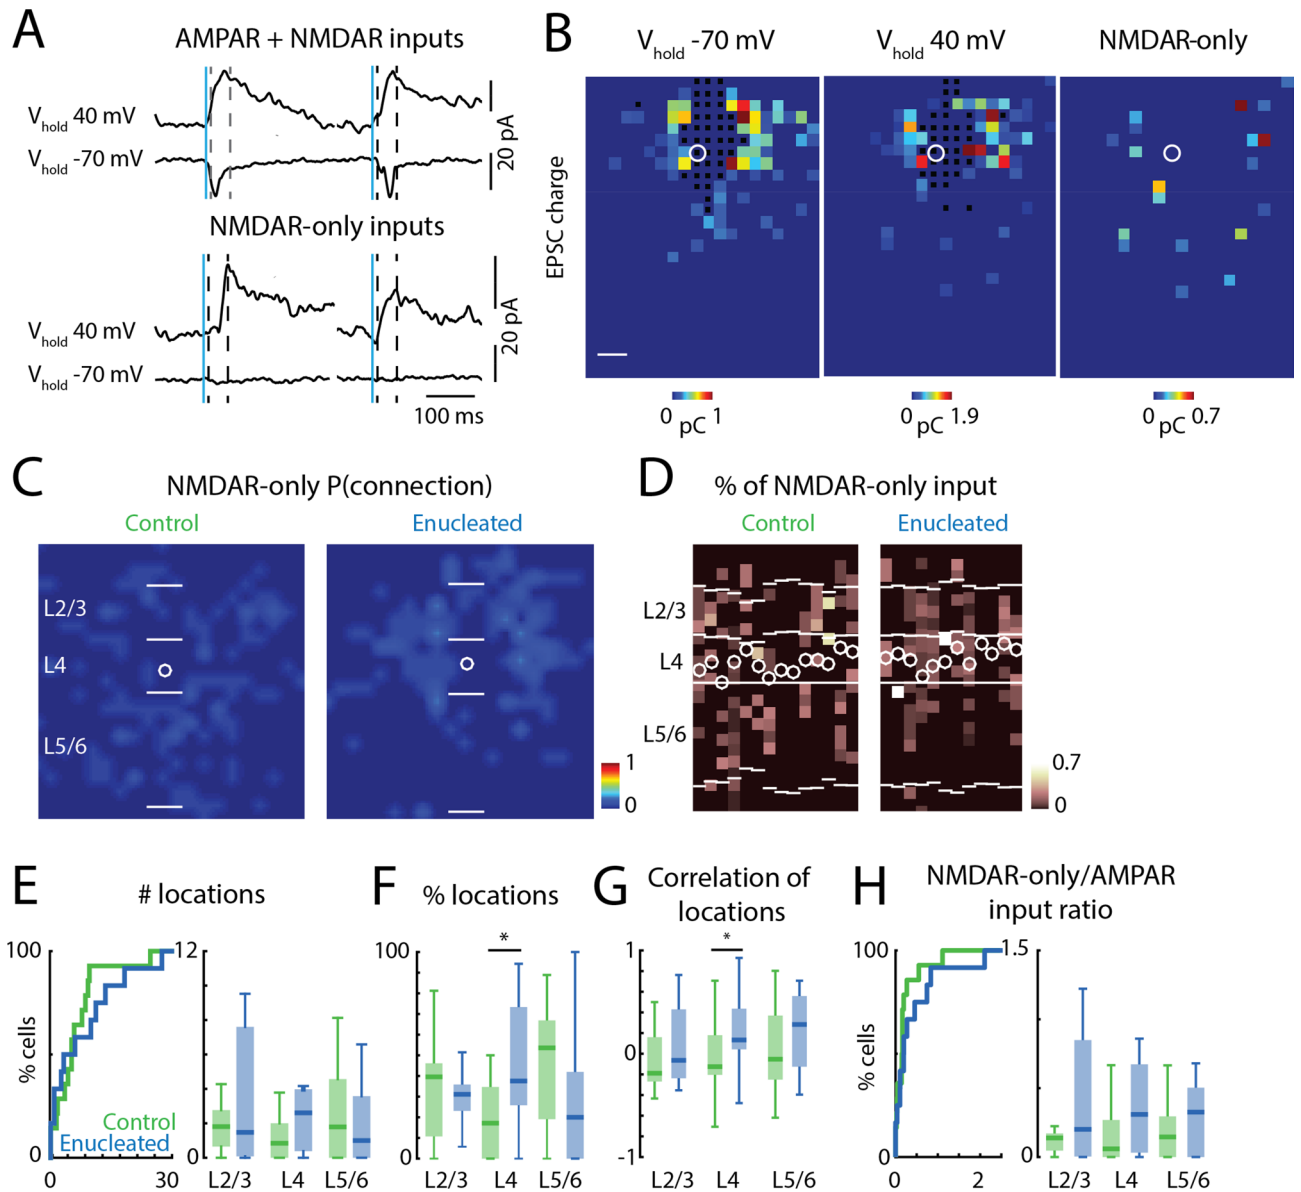 A
AMPAR + NMDAR inputs
Vhold 40 mV
Vhold -70 mV
20 pA
NMDAR-only inputs
Vhold 40 mV
Vhold -70 mV
20 pA
100 ms
B
Vhold -70 mV
Vhold 40 mV
NMDAR-only
EPSC charge
0 pC 1
0 pC 1.9
0 pC 0.7
C
NMDAR-only P(connection)
Control
Enucleated
L2/3
L4
L5/6
1
0
D
% of NMDAR-only input
Control
Enucleated
L2/3
L4
L5/6
0.7
0
E
# locations
100
% cells
0
Control
Enucleated
0
30
12
0
L2/3
L4
L5/6
F
% locations
100
0
*
L2/3
L4
L5/6
G
Correlation of
locations
1
0
-1
*
L2/3
L4
L5/6
H
NMDAR-only/AMPAR
input ratio
100
% cells
0
0
2
1.5
0
L2/3
L4
L5/6